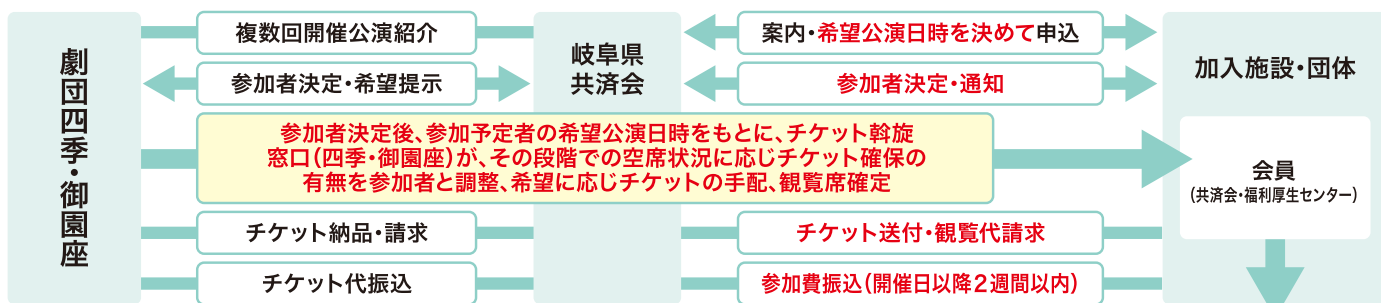 劇団四季・御園座
複数回開催公演紹介
岐阜県
共済会
案内・希望公演日時を決めて申込
加入施設・団体
参加者決定・希望提示
参加者決定・通知
参加者決定後、参加予定者の希望公演日時をもとに、チケット斡旋
窓口(四季・御園座)が、その段階での空席状況に応じチケット確保の
有無を参加者と調整、希望に応じチケットの手配、観覧席確定
会員
(共済会・福利厚生センター)
チケット納品・請求
チケット送付・観覧代請求
チケット代振込
参加費振込(開催日以降2週間以内)